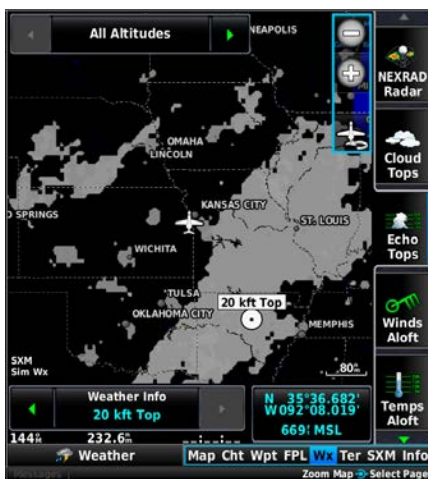 All Altitudes
NEAPOLIS
NEXRAD
Radar
OMAHA
LINCOLN
Cloud
Tops
O SPRINGS
KANSAS CITY
ST. LOUIS
Echo
Tops
WICHITA
TULSA
20 kft Top
OKLAHOMA CITY
MEMPHIS
Winds
Aloft
SXM
Sim Wx
80
Weather Info
20 kft Top
N 35°36.682'
W 092°08.019'
669 MSL
Temps
Aloft
144
232.6
Weather
Map Cht Wpt FPL Wx Ter SXM Info
Messages
Zoom Map Select Page